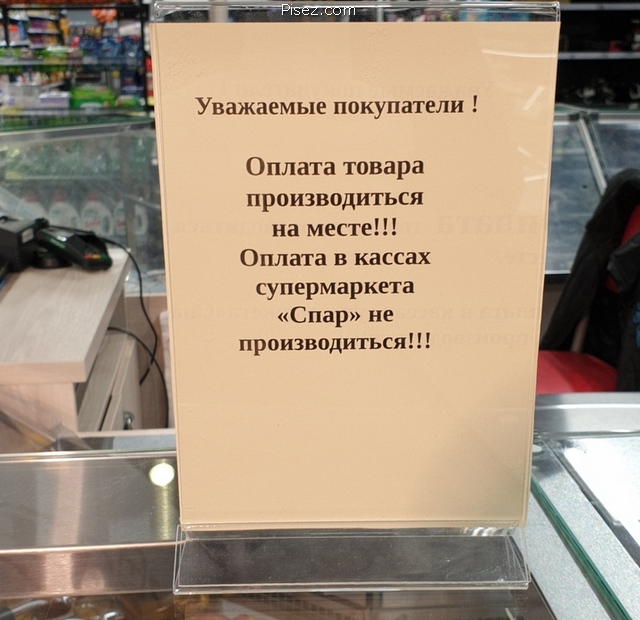 Pisez.com
Уважаемые покупатели !
Оплата товара
производиться
на месте!!!
Оплата в кассах
супермаркета
«Спар» не
производиться!!!